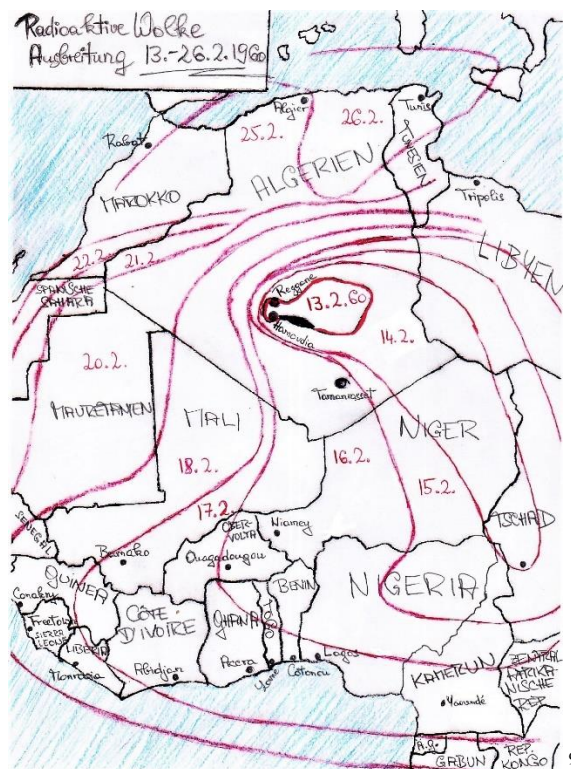 Radioaktive Wolke
Ausbreitung 13.-26.2.1960
Algier
Tunis
25.2.
26.2.
Rabat
TUNESIEN
ALGERIEN
MAROKKO
Tripolis
LIBYEN
22.2.
21.2.
SPANISCHE
SAHARA
Reggane
13.2.60
Hamoudia
14.2.
20.2.
Tamanrasset
MAURETANIEN
MALI
NIGER
18.2.
16.2.
15.2.
17.2.
TSCHAD
SENEGAL
OBER-
VOLTA
Niamey
Bamako
Ouagadougou
GUINEA
BENIN
NIGERIA
Conakry
Freetown
SIERRA
LEONE
CÔTE
D'IVOIRE
GHANA
TOGO
LIBERIA
Monrovia
Abidjan
Accra
Lomé
Cotonou
Lagos
KAMERUN
ZENTRAL
AFRIKA
NISCHE
REP.
Yaoundé
Ä.G.
GABUN
REP.
KONGO